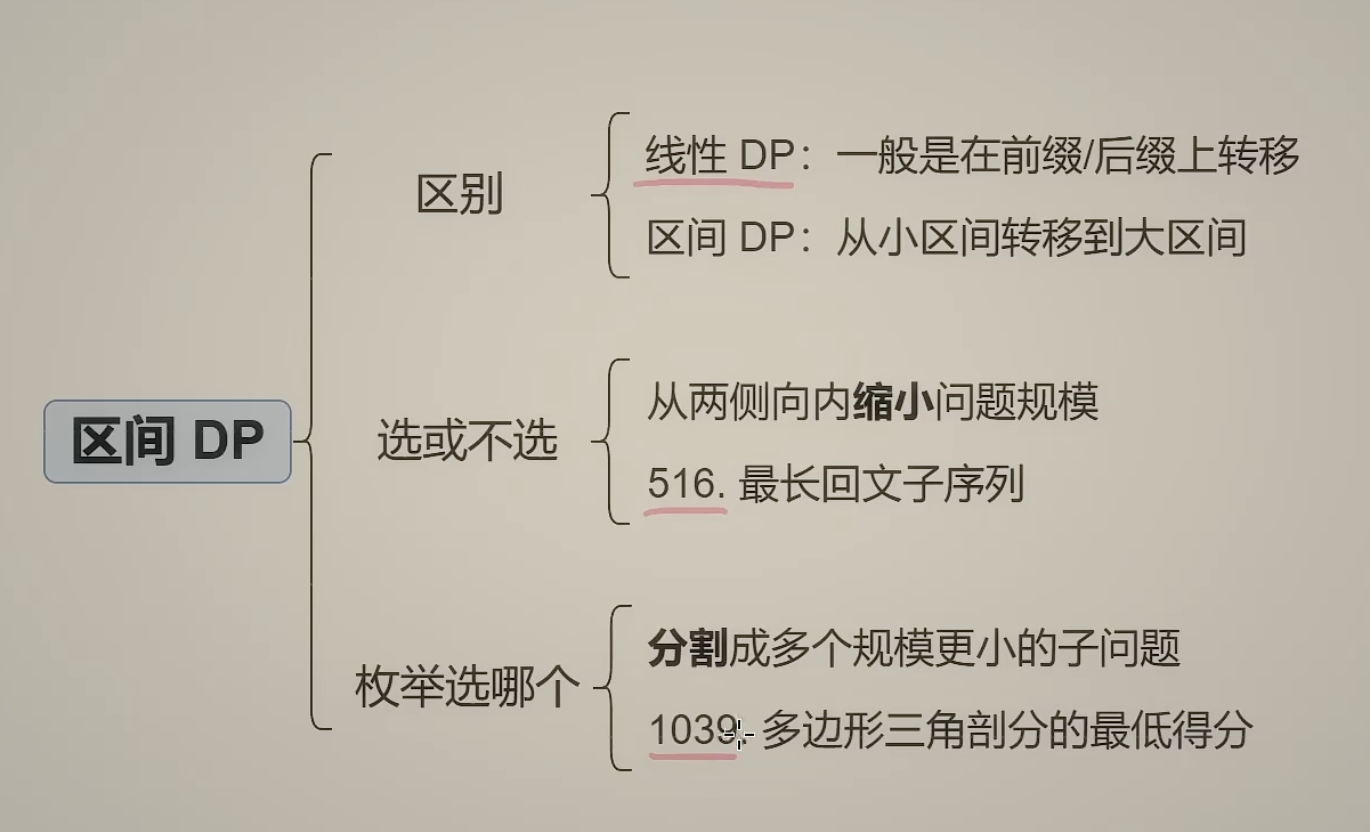 区间 DP
区别
线性 DP：一般是在前缀/后缀上转移
区间 DP：从小区间转移到大区间
选或不选
从两侧向内缩小问题规模
516. 最长回文子序列
枚举选哪个
分割成多个规模更小的子问题
1039. 多边形三角剖分的最低得分